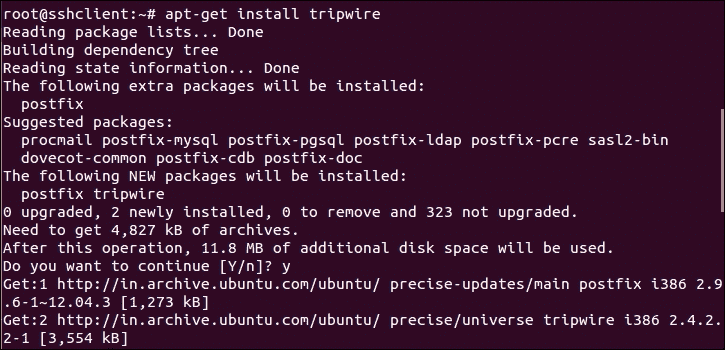 root@sshclient:~# apt-get install tripwire
Reading package lists... Done
Building dependency tree
Reading state information... Done
The following extra packages will be installed:
  postfix
Suggested packages:
  procmail postfix-mysql postfix-pgsql postfix-ldap postfix-pcre sasl2-bin
  dovecot-common postfix-cdb postfix-doc
The following NEW packages will be installed:
  postfix tripwire
0 upgraded, 2 newly installed, 0 to remove and 323 not upgraded.
Need to get 4,827 kB of archives.
After this operation, 11.8 MB of additional disk space will be used.
Do you want to continue [Y/n]? y
Get:1 http://in.archive.ubuntu.com/ubuntu/ precise-updates/main postfix i386 2.9
.6-1~12.04.3 [1,273 kB]
Get:2 http://in.archive.ubuntu.com/ubuntu/ precise/universe tripwire i386 2.4.2.
2-1 [3,554 kB]